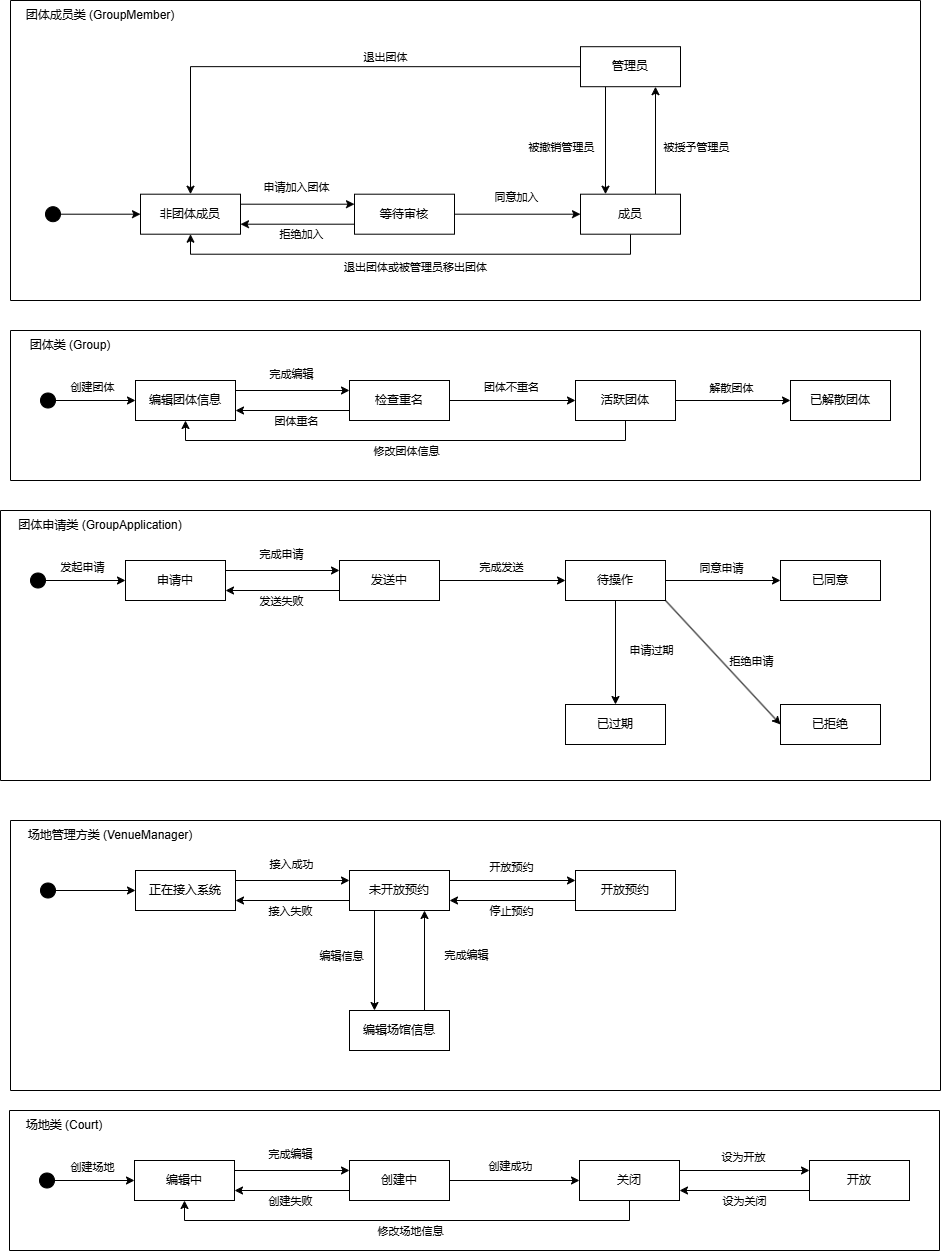 团体成员类 (GroupMember)
退出团体
管理员
被撤销管理员
被授予管理员
申请加入团体
同意加入
非团体成员
等待审核
成员
拒绝加入
退出团体或被管理员移出团体
团体类 (Group)
创建团体
完成编辑
团体不重名
解散团体
编辑团体信息
检查重名
活跃团体
已解散团体
团体重名
修改团体信息
团体申请类 (GroupApplication)
发起申请
完成申请
完成发送
同意申请
申请中
发送中
待操作
已同意
发送失败
申请过期
拒绝申请
已过期
已拒绝
场地管理方类 (VenueManager)
接入成功
开放预约
正在接入系统
未开放预约
开放预约
接入失败
停止预约
编辑信息
完成编辑
编辑场馆信息
场地类 (Court)
创建场地
完成编辑
创建成功
设为开放
编辑中
创建中
关闭
开放
创建失败
设为关闭
修改场地信息